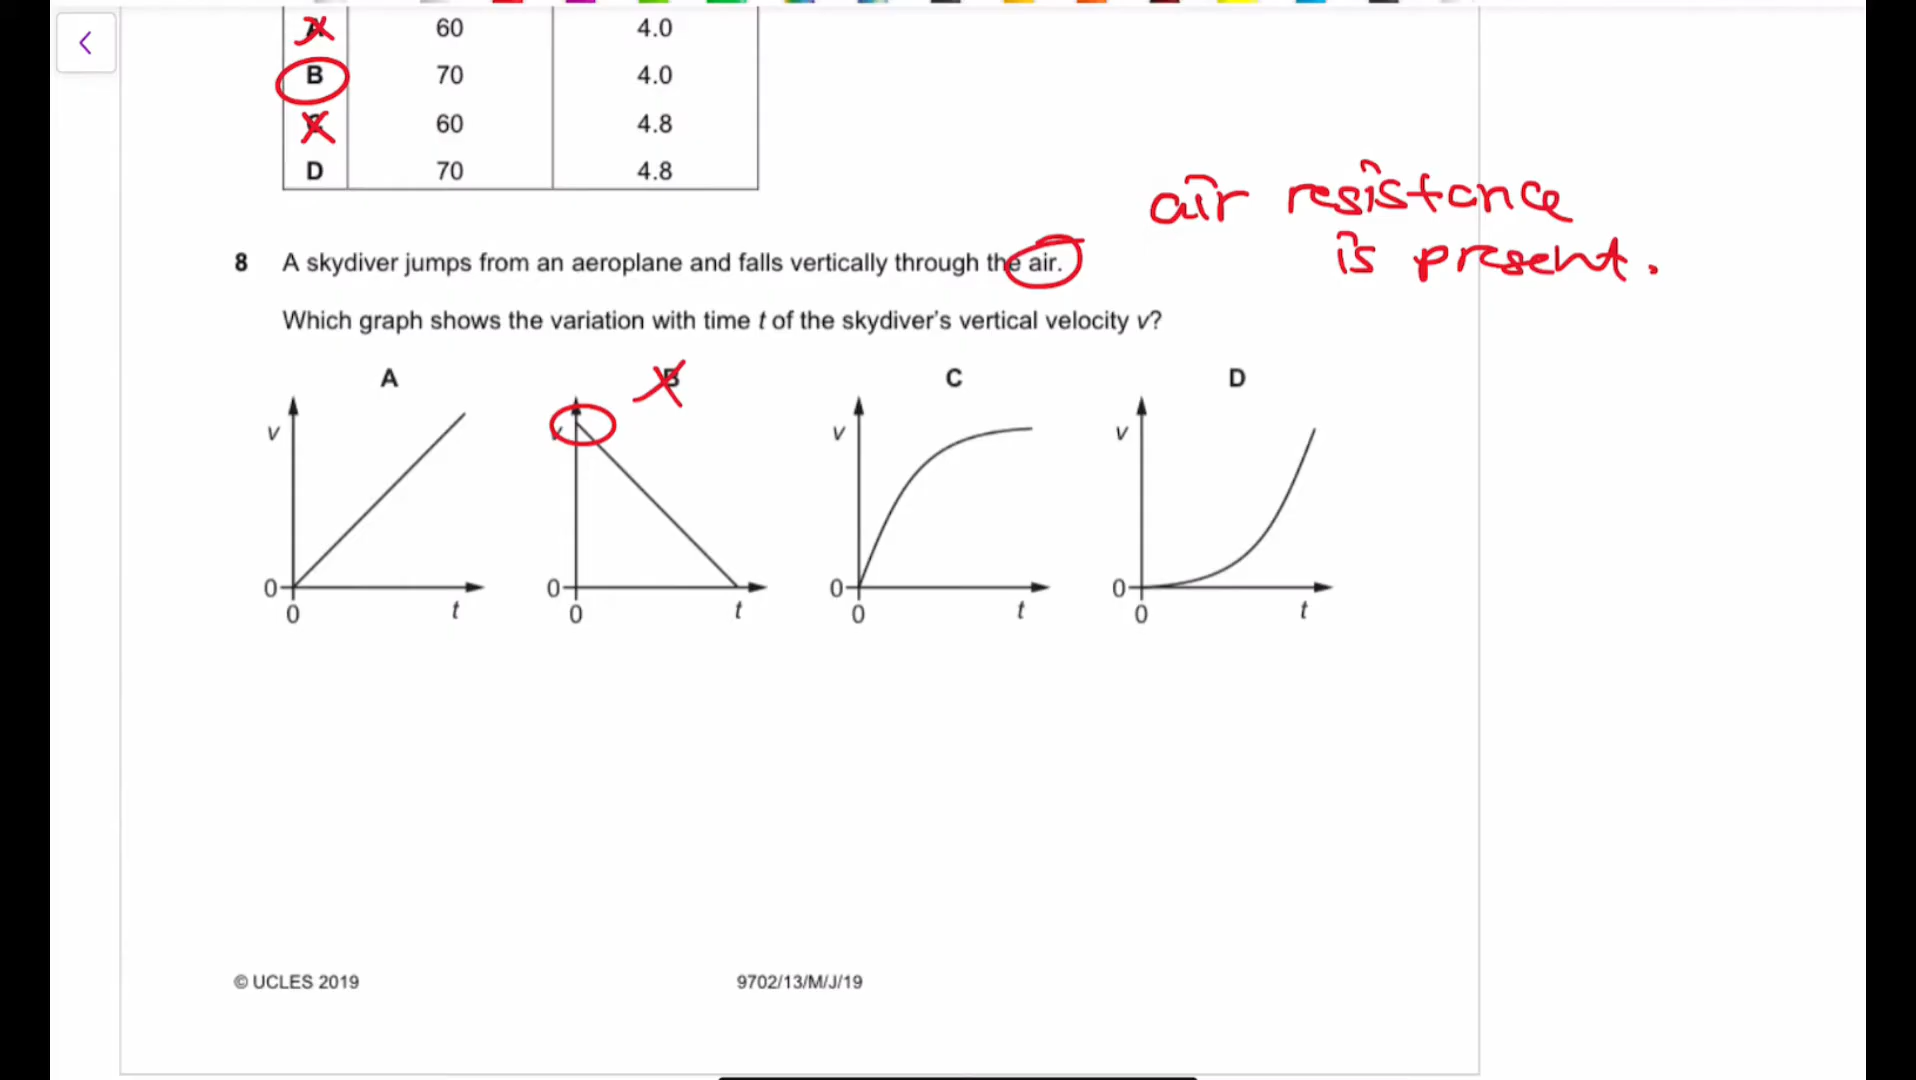 60 4.0
B 70 4.0
60 4.8
D 70 4.8
air resistance
is present.
8 A skydiver jumps from an aeroplane and falls vertically through the air.
Which graph shows the variation with time t of the skydiver's vertical velocity v?
A B C D
v v v
0 0 0 0
0 t 0 t 0 t 0 t
© UCLES 2019 9702/13/M/J/19